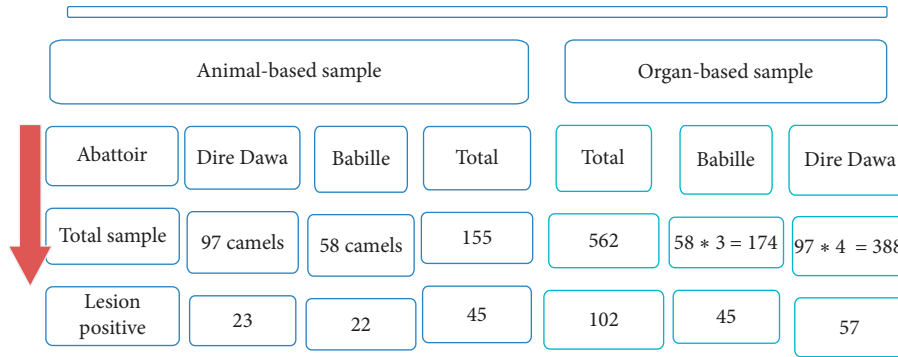 Animal-based sample
Organ-based sample
Abattoir
Dire Dawa
Babille
Total
Total
Babille
Dire Dawa
Total sample
97 camels
58 camels
155
562
58 * 3 = 174
97 * 4 = 388
Lesion
positive
23
22
45
102
45
57